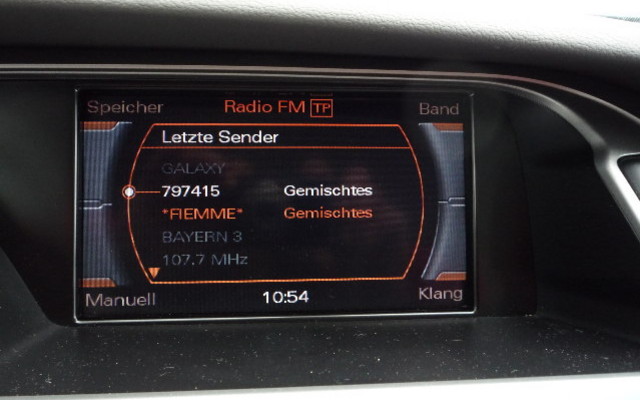 Speicher Radio FM TP Band
Letzte Sender
GALAXY
797415 Gemischtes
*FIEMME* Gemischtes
BAYERN 3
107.7 MHz
Manuell 10:54 Klang